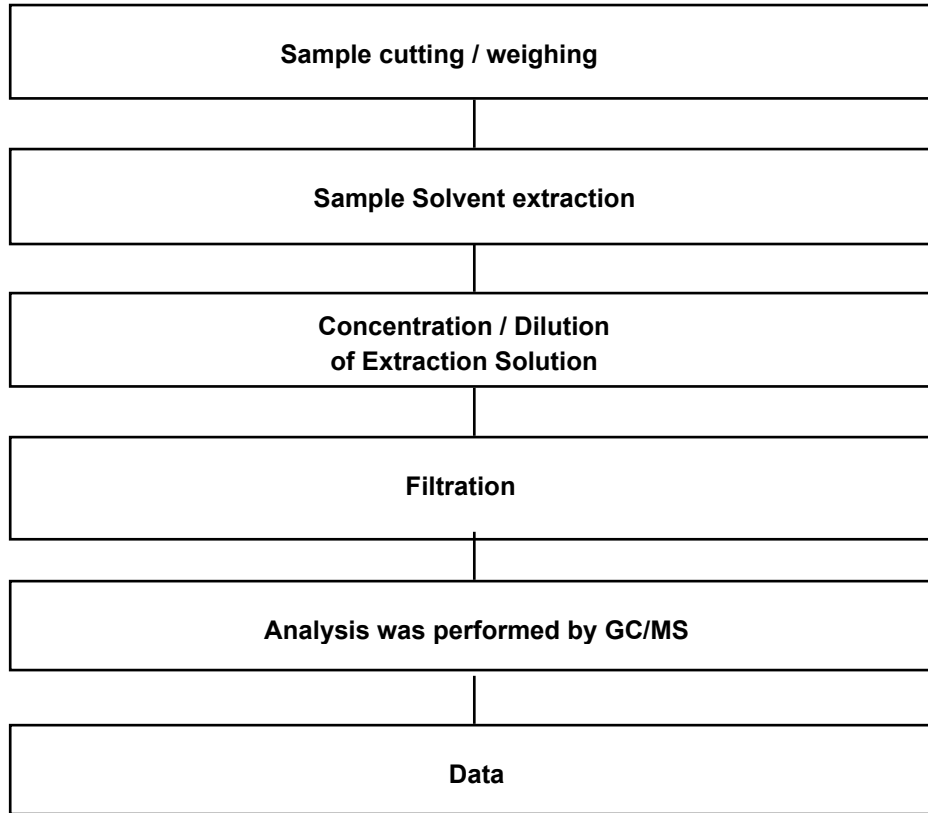 Sample cutting / weighing
Sample Solvent extraction
Concentration / Dilution
of Extraction Solution
Filtration
Analysis was performed by GC/MS
Data